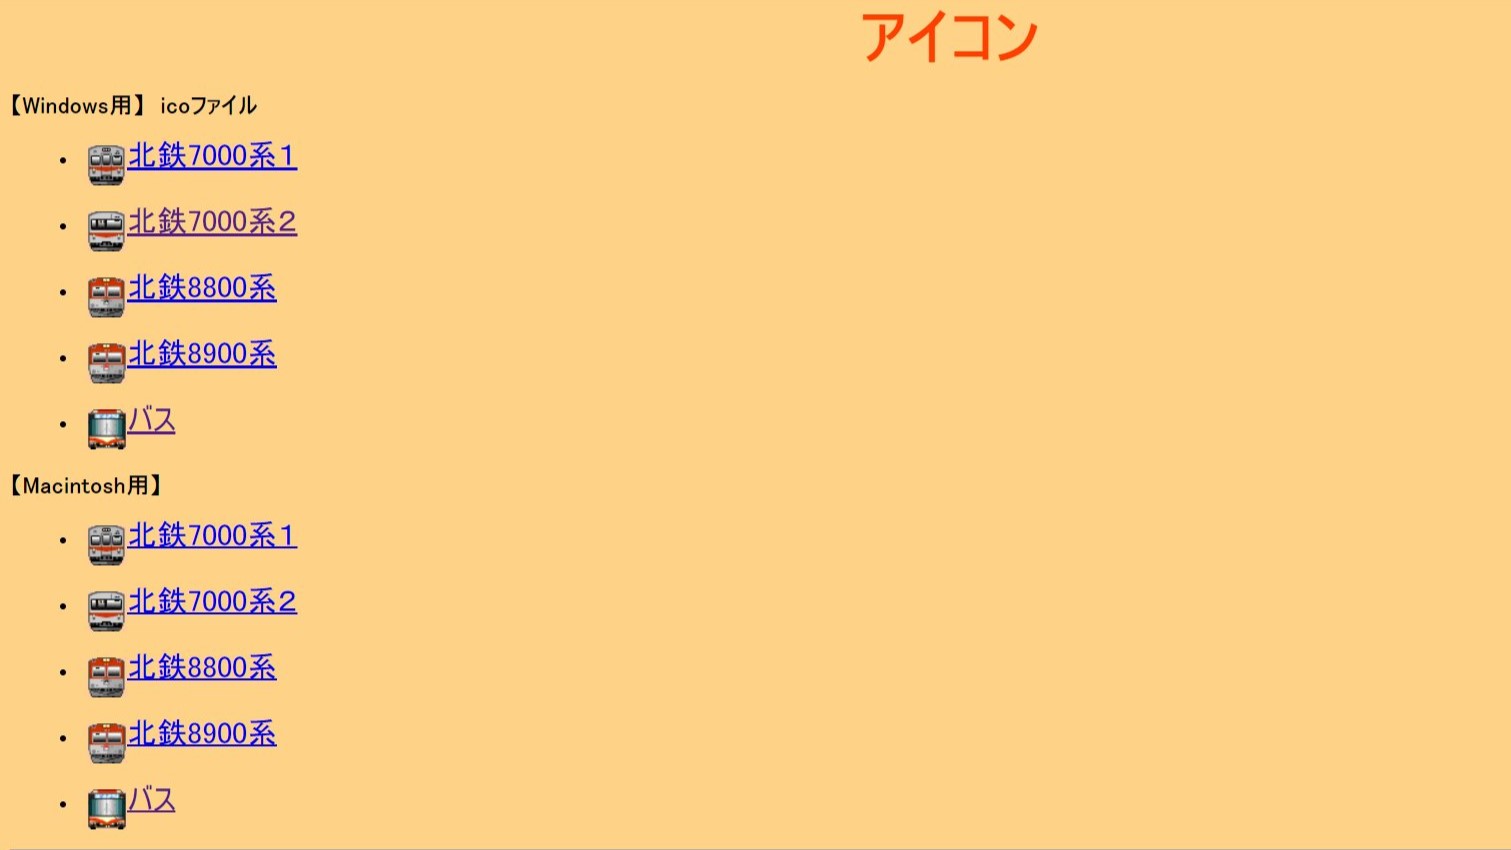 アイコン
【Windows用】 icoファイル
北鉄7000系１
北鉄7000系２
北鉄8800系
北鉄8900系
バス
【Macintosh用】
北鉄7000系１
北鉄7000系２
北鉄8800系
北鉄8900系
バス